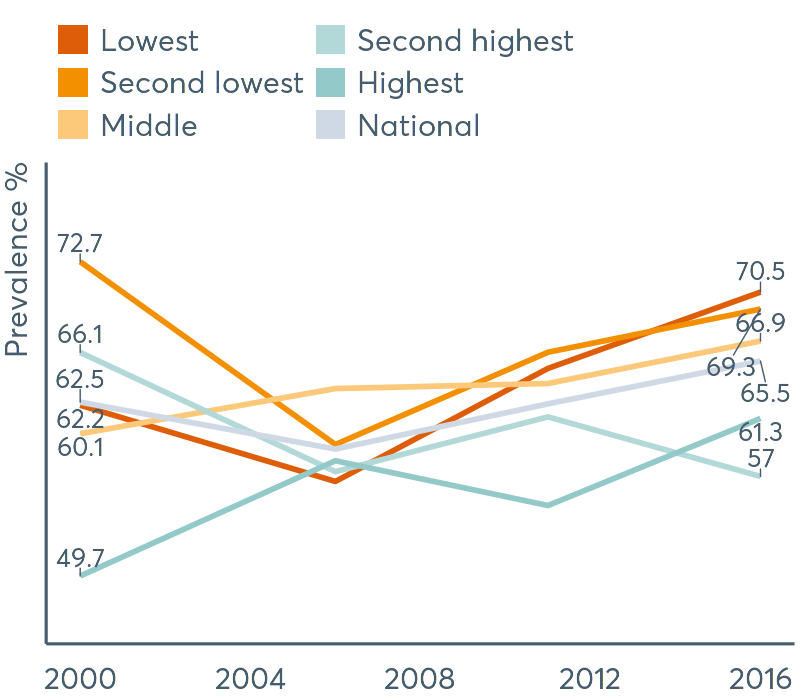 Lowest
Second lowest
Middle
Second highest
Highest
National
Prevalence %
72.7
66.1
62.5
62.2
60.1
49.7
70.5
66.9
69.3
65.5
61.3
57
2000 2004 2008 2012 2016